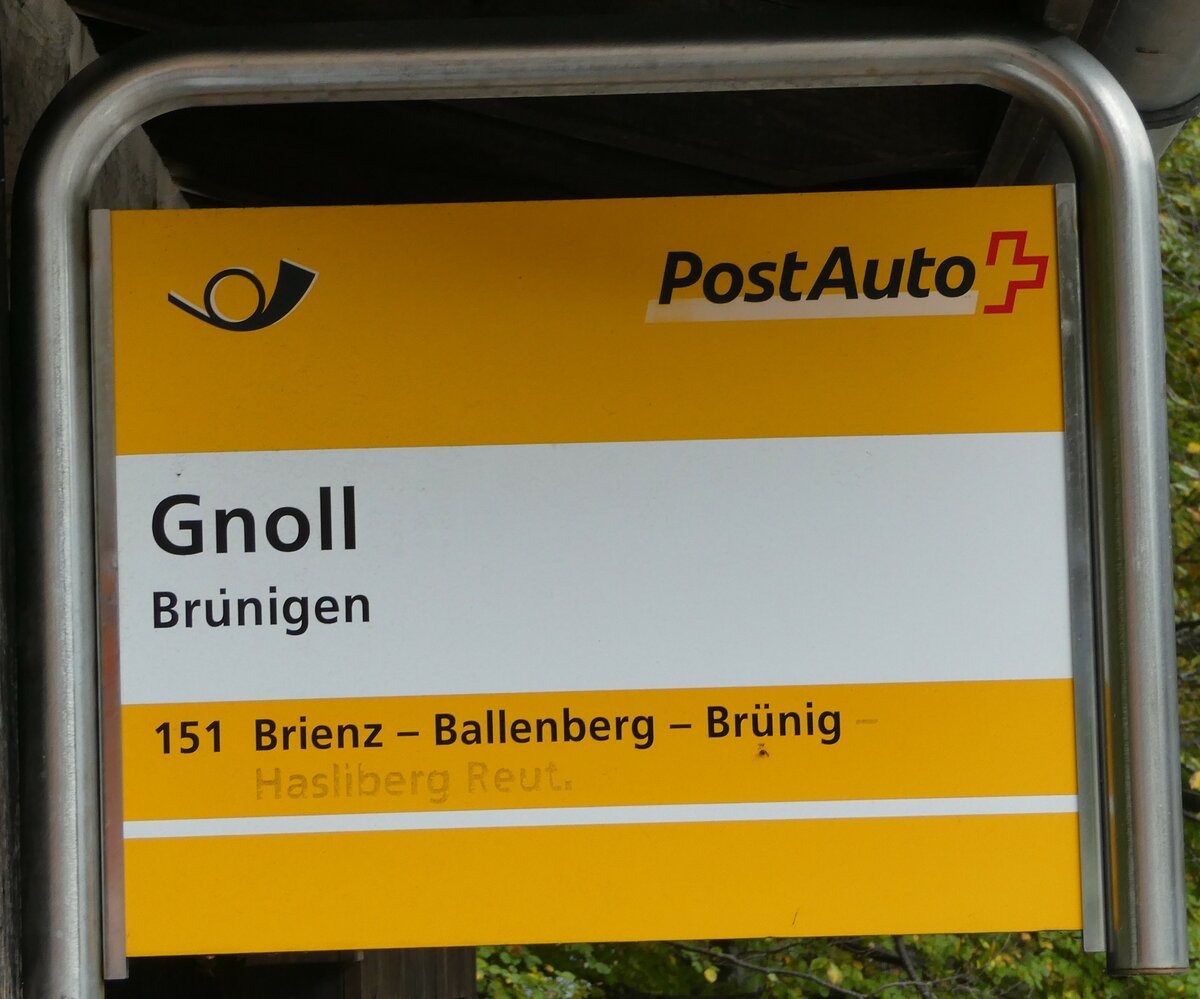 PostAuto
Gnoll
Brünigen
151 Brienz – Ballenberg – Brünig –
Hasliberg Reut.